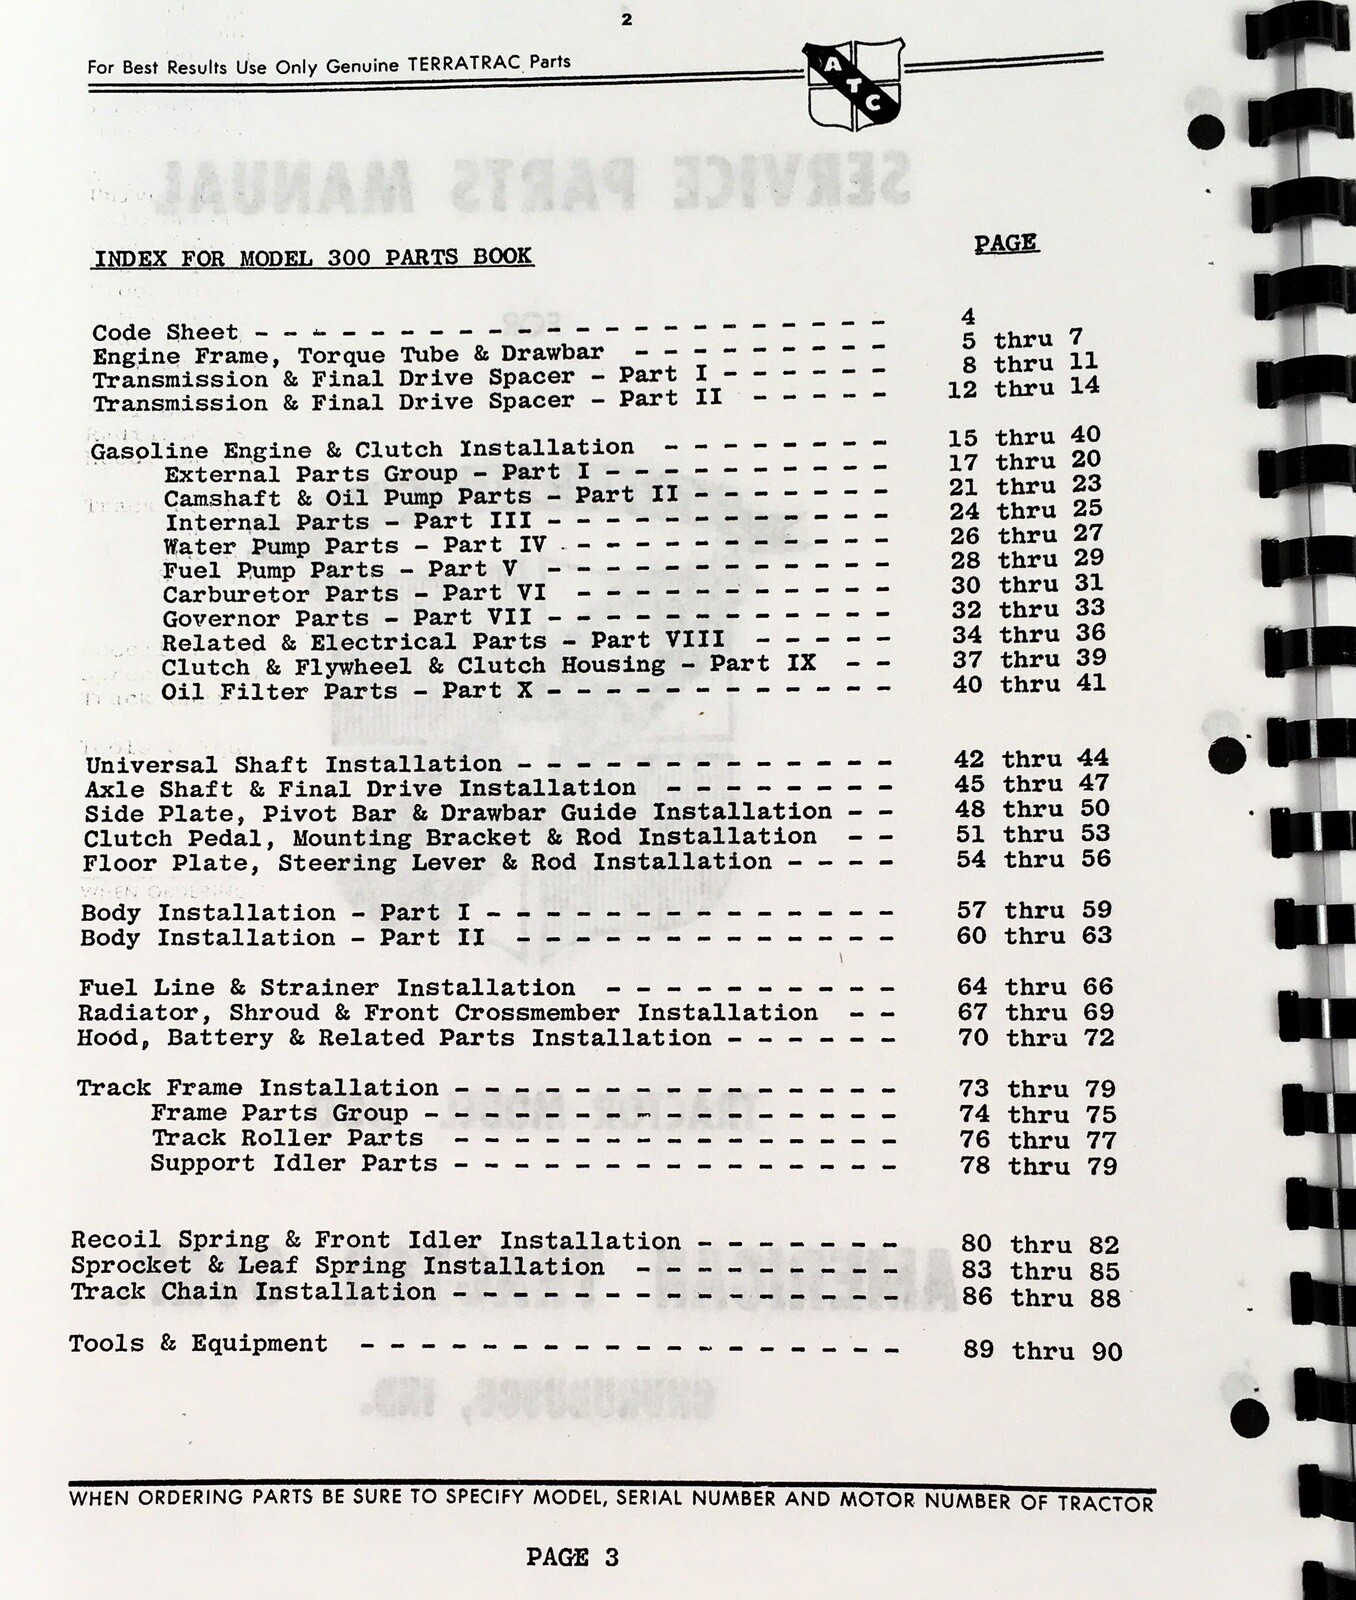 2
For Best Results Use Only Genuine TERRATRAC Parts
A T C
SERVICE PARTS MANUAL
INDEX FOR MODEL 300 PARTS BOOK PAGE
FOR
Code Sheet - - - - - - - - - - - - - - - - - - - - - - 4
Engine Frame, Torque Tube & Drawbar - - - - - - - - - 5 thru 7
Transmission & Final Drive Spacer - Part I - - - - - - 8 thru 11
Transmission & Final Drive Spacer - Part II - - - - - 12 thru 14
Gasoline Engine & Clutch Installation - - - - - - - - 15 thru 40
External Parts Group - Part I - - - - - - - - - - 17 thru 20
Camshaft & Oil Pump Parts - Part II - - - - - - - 21 thru 23
Internal Parts - Part III - - - - - - - - - - - - 24 thru 25
Water Pump Parts - Part IV - - - - - - - - - - - 26 thru 27
Fuel Pump Parts - Part V - - - - - - - - - - - - 28 thru 29
Carburetor Parts - Part VI - - - - - - - - - - - 30 thru 31
Governor Parts - Part VII - - - - - - - - - - - - 32 thru 33
Related & Electrical Parts - Part VIII - - - - - 34 thru 36
Clutch & Flywheel & Clutch Housing - Part IX - - 37 thru 39
Oil Filter Parts - Part X - - - - - - - - - - - - 40 thru 41
Universal Shaft Installation - - - - - - - - - - - - - 42 thru 44
Axle Shaft & Final Drive Installation - - - - - - - - 45 thru 47
Side Plate, Pivot Bar & Drawbar Guide Installation - - 48 thru 50
Clutch Pedal, Mounting Bracket & Rod Installation - - 51 thru 53
Floor Plate, Steering Lever & Rod Installation - - - - 54 thru 56
WHEN ORDERING
Body Installation - Part I - - - - - - - - - - - - - - 57 thru 59
Body Installation - Part II - - - - - - - - - - - - - 60 thru 63
Fuel Line & Strainer Installation - - - - - - - - - - 64 thru 66
Radiator, Shroud & Front Crossmember Installation - - 67 thru 69
Hood, Battery & Related Parts Installation - - - - - - 70 thru 72
Track Frame Installation - - - - - - - - - - - - - - - 73 thru 79
Frame Parts Group - - - - - - - - - - - - - - - - 74 thru 75
TRACTOR MODEL 300
Track Roller Parts - - - - - - - - - - - - - - - 76 thru 77
Support Idler Parts - - - - - - - - - - - - - - - 78 thru 79
Recoil Spring & Front Idler Installation - - - - - - - 80 thru 82
Sprocket & Leaf Spring Installation - - - - - - - - - 83 thru 85
AMERICAN TRACTOR CORP.
Track Chain Installation - - - - - - - - - - - - - - - 86 thru 88
Tools & Equipment - - - - - - - - - - - - - - - - - - 89 thru 90
CHURUBUSCO, IND.
WHEN ORDERING PARTS BE SURE TO SPECIFY MODEL, SERIAL NUMBER AND MOTOR NUMBER OF TRACTOR
PAGE 3